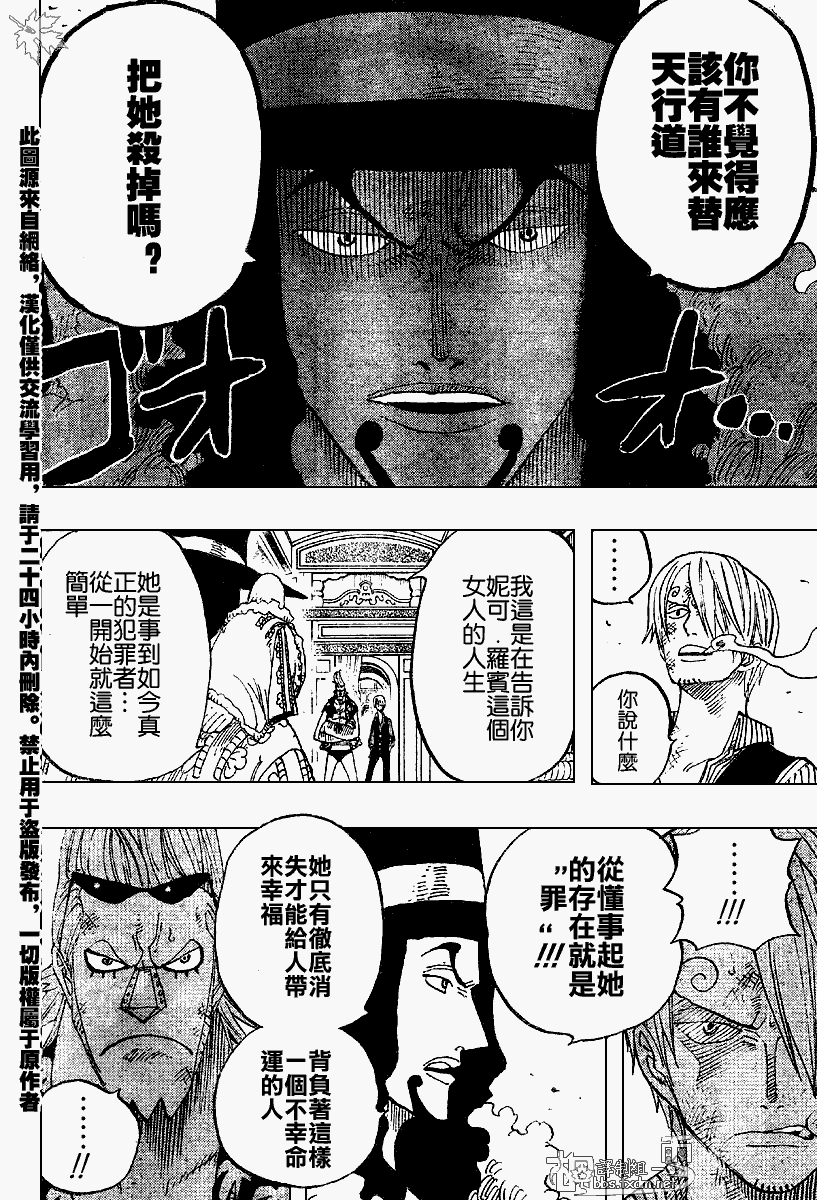 你不覺得應
該有誰來替
天行道
把她殺掉嗎？
ゴオォ…
……
你說什麼
我這是在告訴你
妮可．羅賓這個
女人的人生
她是事到如今真
正的犯罪者…
從一開始就這麼
簡單
……!!!
從懂事起她
的存在就是
”罪“!!!
她只有徹底消
失才能給人帶
來幸福
背負著這樣
一個不幸命
運的人
……!!
此圖源來自網絡，漢化僅供交流學習用，請于二十四小時內刪除。禁止用于盜版發布，一切版權屬于原作者
譯制組
bbs.ixdm.net